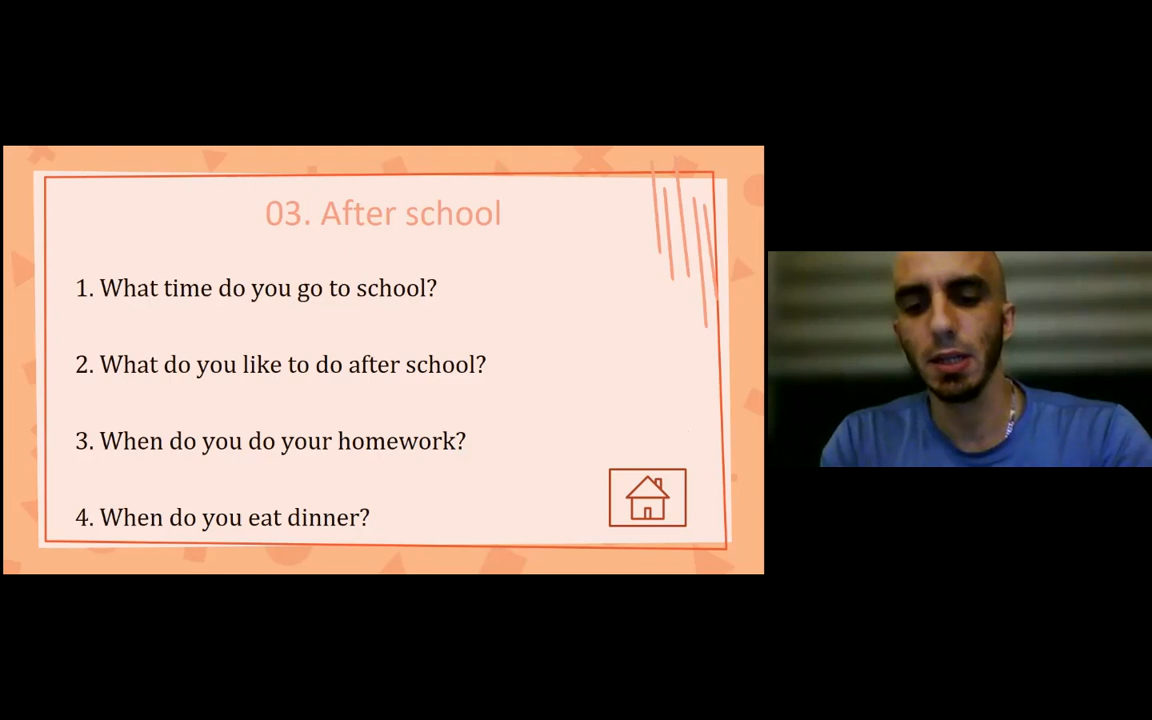 03. After school
1. What time do you go to school?
2. What do you like to do after school?
3. When do you do your homework?
4. When do you eat dinner?